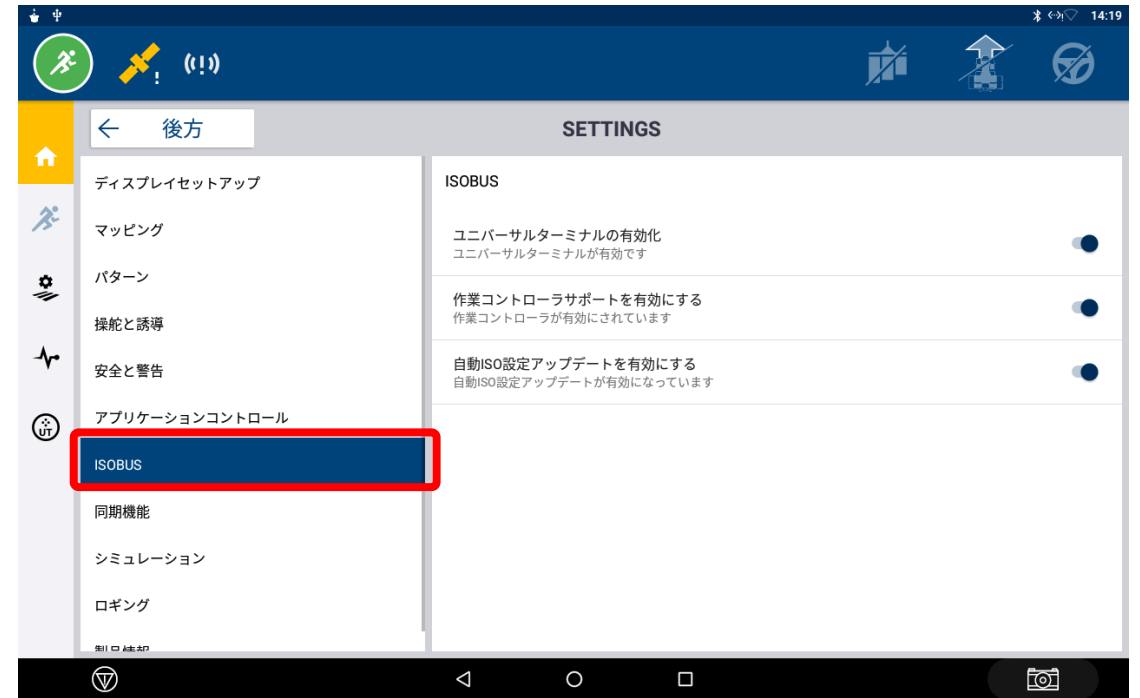 14:19
後方
SETTINGS
ディスプレイセットアップ
マッピング
パターン
操舵と誘導
安全と警告
アプリケーションコントロール
ISOBUS
同期機能
シミュレーション
ロギング
製品情報
ISOBUS
ユニバーサルターミナルの有効化
ユニバーサルターミナルが有効です
作業コントローラサポートを有効にする
作業コントローラが有効にされています
自動ISO設定アップデートを有効にする
自動ISO設定アップデートが有効になっています
UT